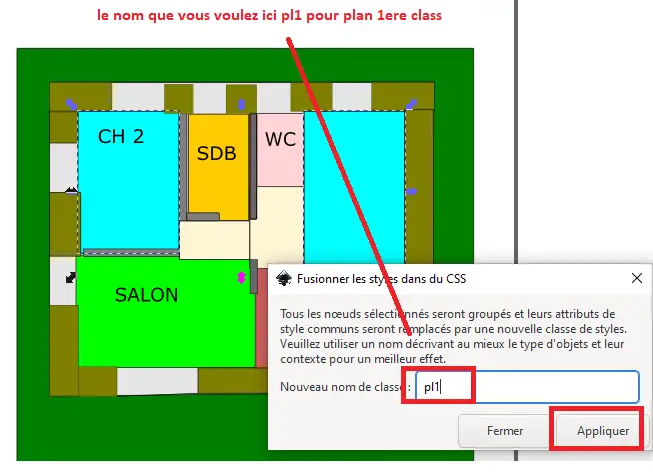 le nom que vous voulez ici pl1 pour plan 1ere class
CH 2
SDB
WC
SALON
Fusionner les styles dans du CSS
Tous les nœuds sélectionnés seront groupés et leurs attributs de
style communs seront remplacés par une nouvelle classe de styles.
Veuillez utiliser un nom décrivant au mieux le type d'objets et leur
contexte pour un meilleur effet.
Nouveau nom de classe : pl1
Fermer Appliquer